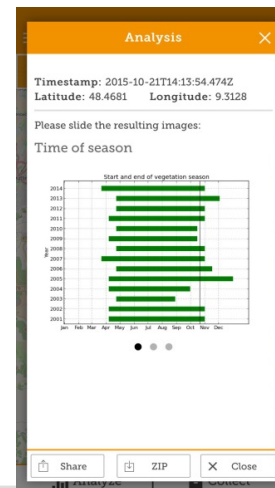 Analysis
Timestamp: 2015-10-21T14:13:54.474Z
Latitude: 48.4681 Longitude: 9.3128
Please slide the resulting images:
Time of season
Start and end of vegetation season
Year
2014
2013
2012
2011
2010
2009
2008
2007
2006
2005
2004
2003
2002
2001
Jan Feb Mar Apr May Jun Jul Aug Sep Oct Nov Dec
Share ZIP Close
Analyze Collect